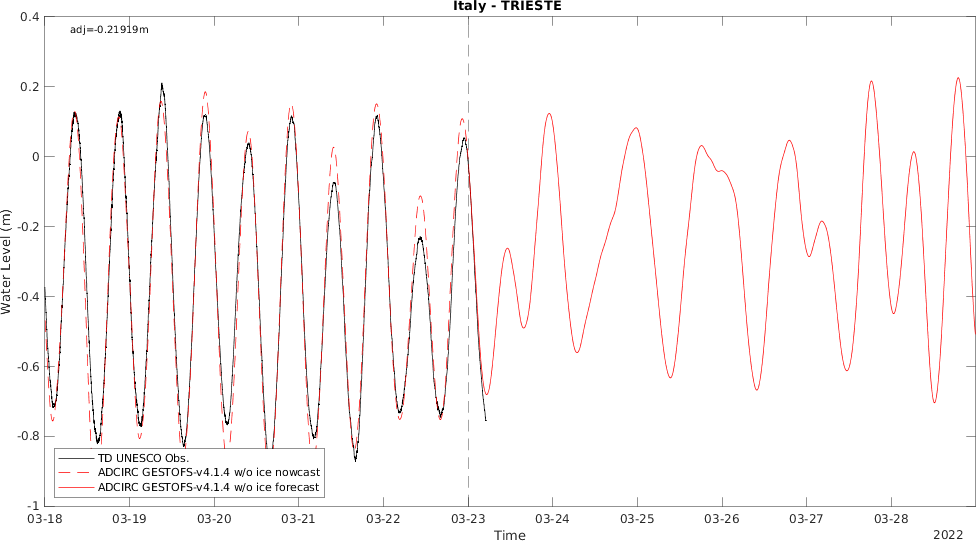 Italy - TRIESTE
adj=-0.21919m
0.4
0.2
0
-0.2
-0.4
-0.6
-0.8
-1
Water Level (m)
TD UNESCO Obs.
ADCIRC GESTOFS-v4.1.4 w/o ice nowcast
ADCIRC GESTOFS-v4.1.4 w/o ice forecast
03-18 03-19 03-20 03-21 03-22 03-23 03-24 03-25 03-26 03-27 03-28
Time
2022